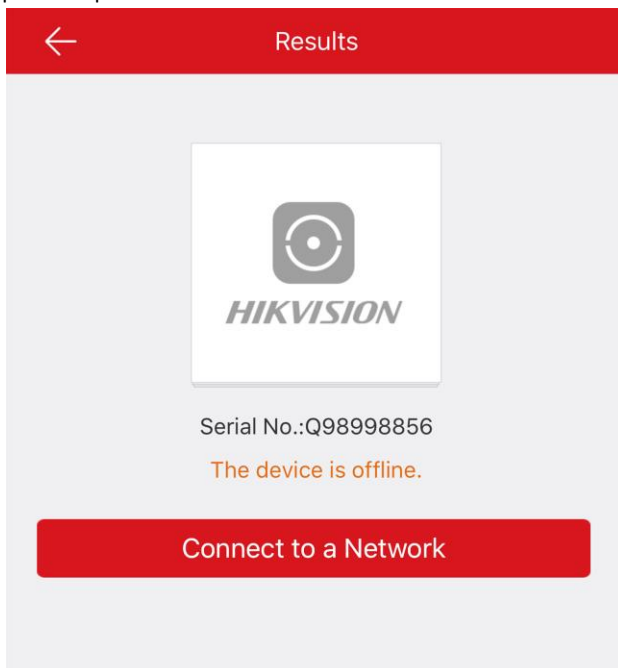 Results
HIKVISION
Serial No.:Q98998856
The device is offline.
Connect to a Network